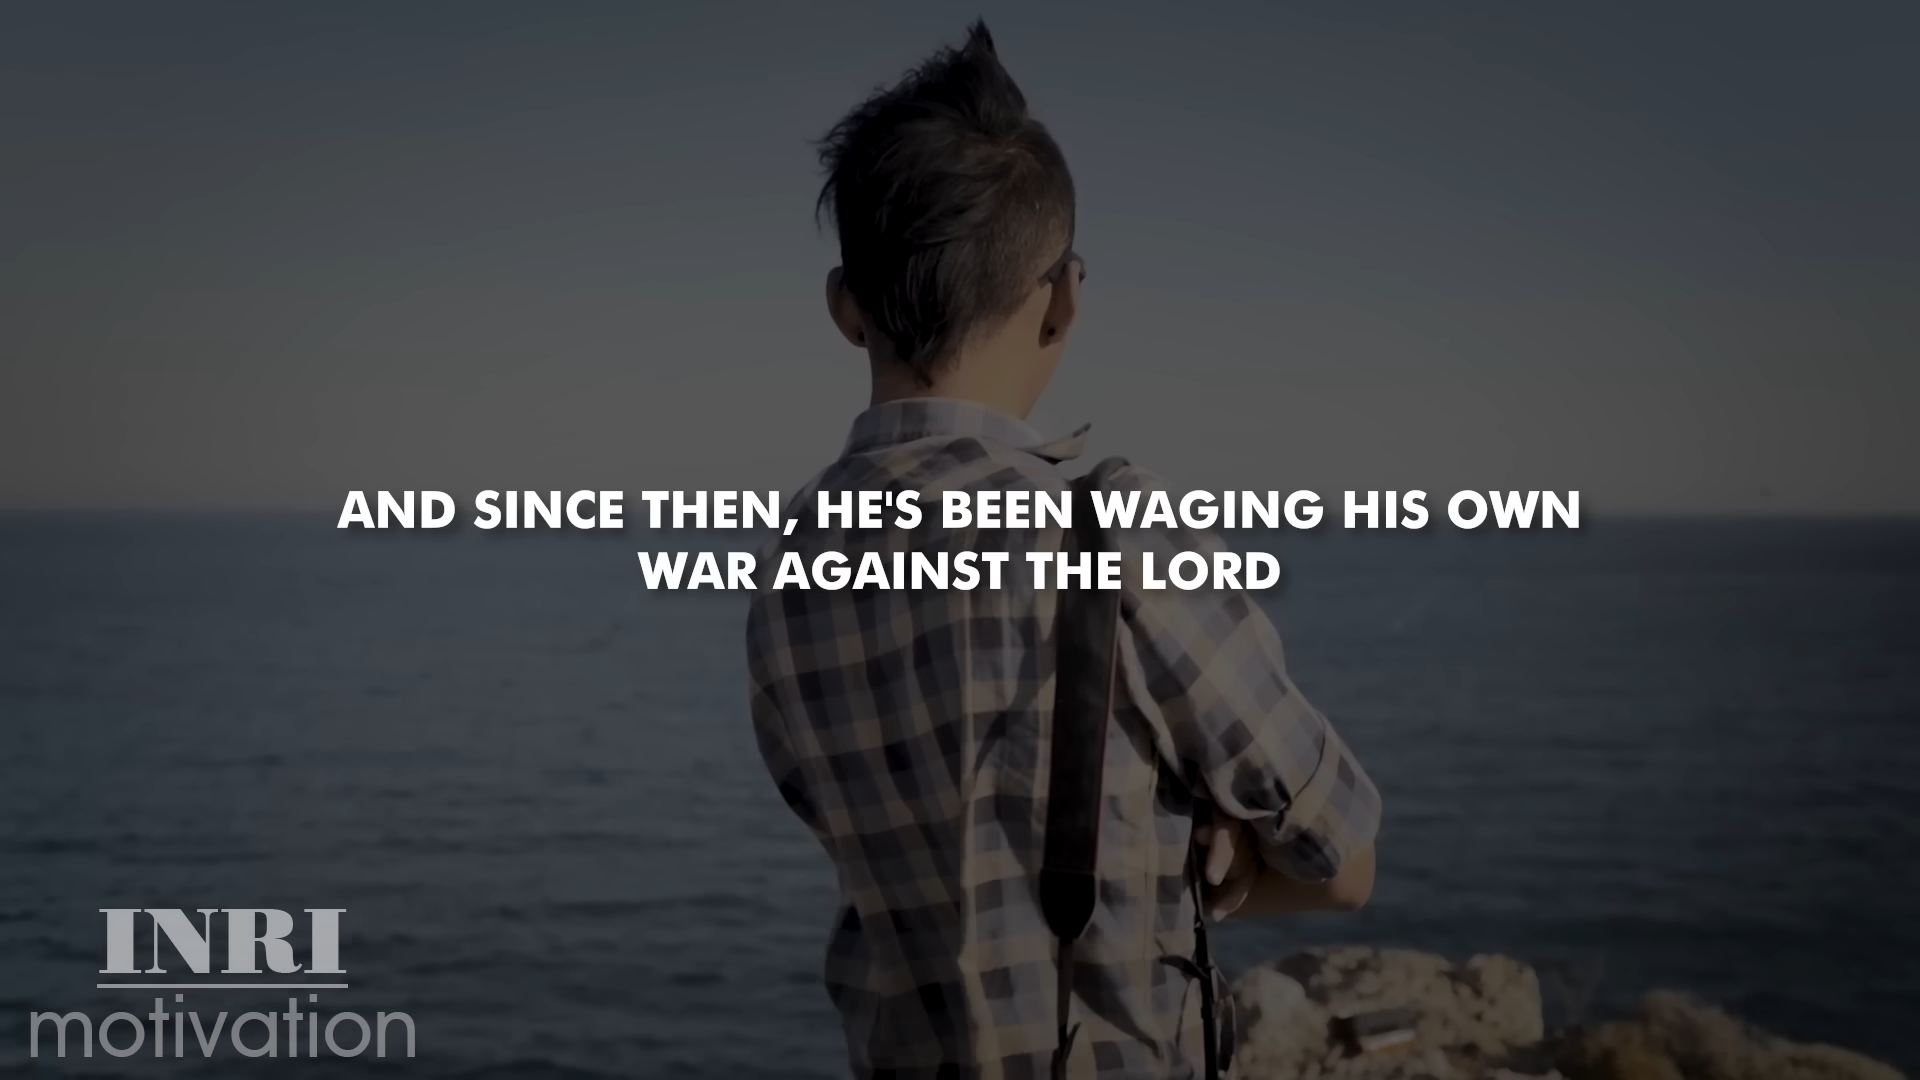 AND SINCE THEN, HE'S BEEN WAGING HIS OWN
WAR AGAINST THE LORD
INRI
motivation